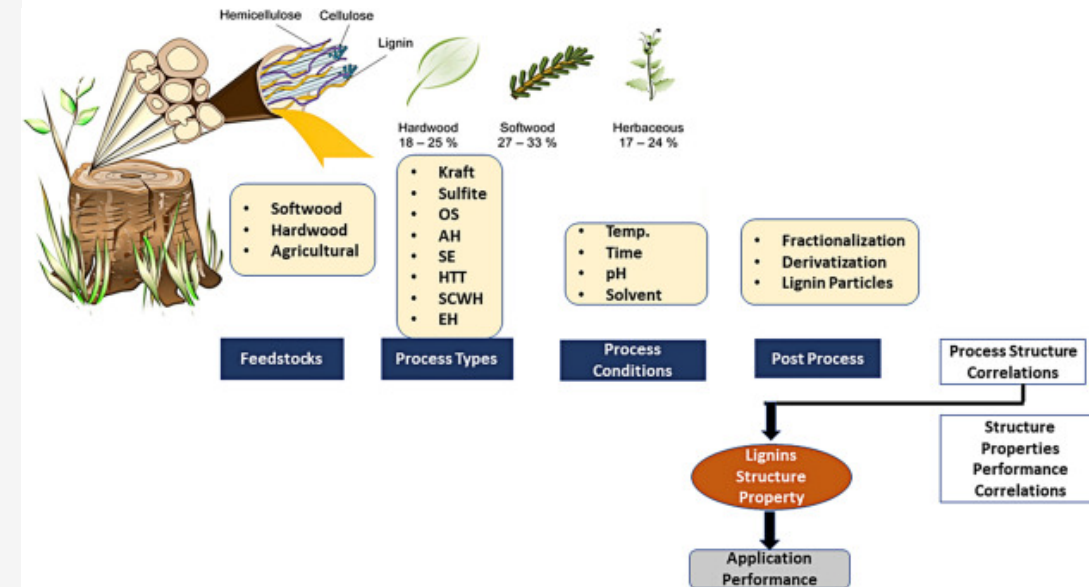 Hemicellulose
Cellulose
Lignin
Hardwood
18 – 25 %
Softwood
27 – 33 %
Herbaceous
17 – 24 %
• Softwood
• Hardwood
• Agricultural
• Kraft
• Sulfite
• OS
• AH
• SE
• HTT
• SCWH
• EH
• Temp.
• Time
• pH
• Solvent
• Fractionalization
• Derivatization
• Lignin Particles
Feedstocks
Process Types
Process
Conditions
Post Process
Process Structure
Correlations
Structure
Properties
Performance
Correlations
Lignins
Structure
Property
Application
Performance